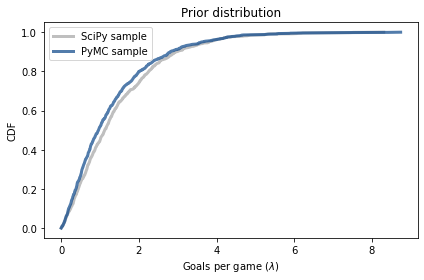 Prior distribution
SciPy sample
PyMC sample
1.0
0.8
0.6
0.4
0.2
0.0
CDF
0
2
4
6
8
Goals per game (λ)